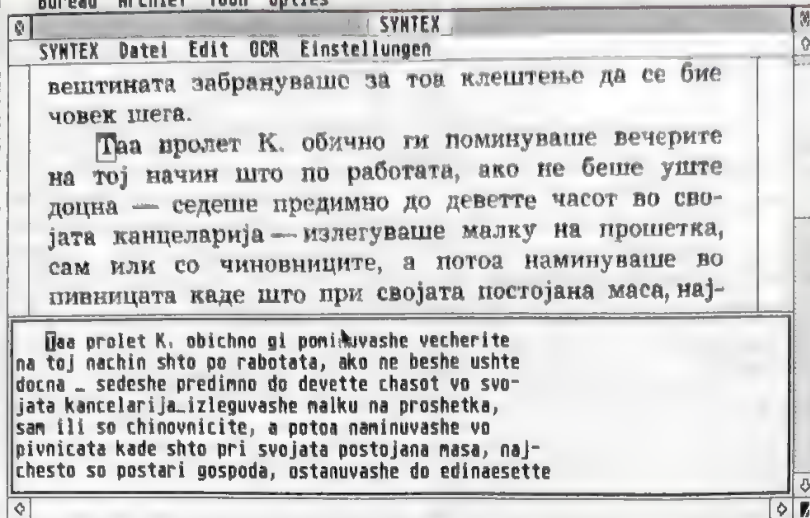 Bureau Archief Toon Opties
SYNTEX
SYNTEX Datei Edit OCR Einstellungen
вештината забрануваше за тоа клештење да се бие
човек шега.
Таа пролет К. обично ги поминуваше вечерите
на тој начин што по работата, ако не беше уште
доцна — седеше предимно до деветте часот во сво-
јата канцеларија — излегуваше малку на прошетка,
сам или со чиновниците, а потоа наминуваше во
пивницата каде што при својата постојана маса, нај-
Taa prolet K. obichno gi pominuvashe vecherite
na toj nachin shto po rabotata, ako ne beshe ushte
docna _ sedeshe predimno do devette chasot vo svo-
jata kancelarija_izleguvashe malku na proshetka,
sam ili so chinovnicite, a potoa naminuvashe vo
pivnicata kade shto pri svojata postojana masa, naj-
chesto so postari gospoda, ostanuvashe do edinaesette